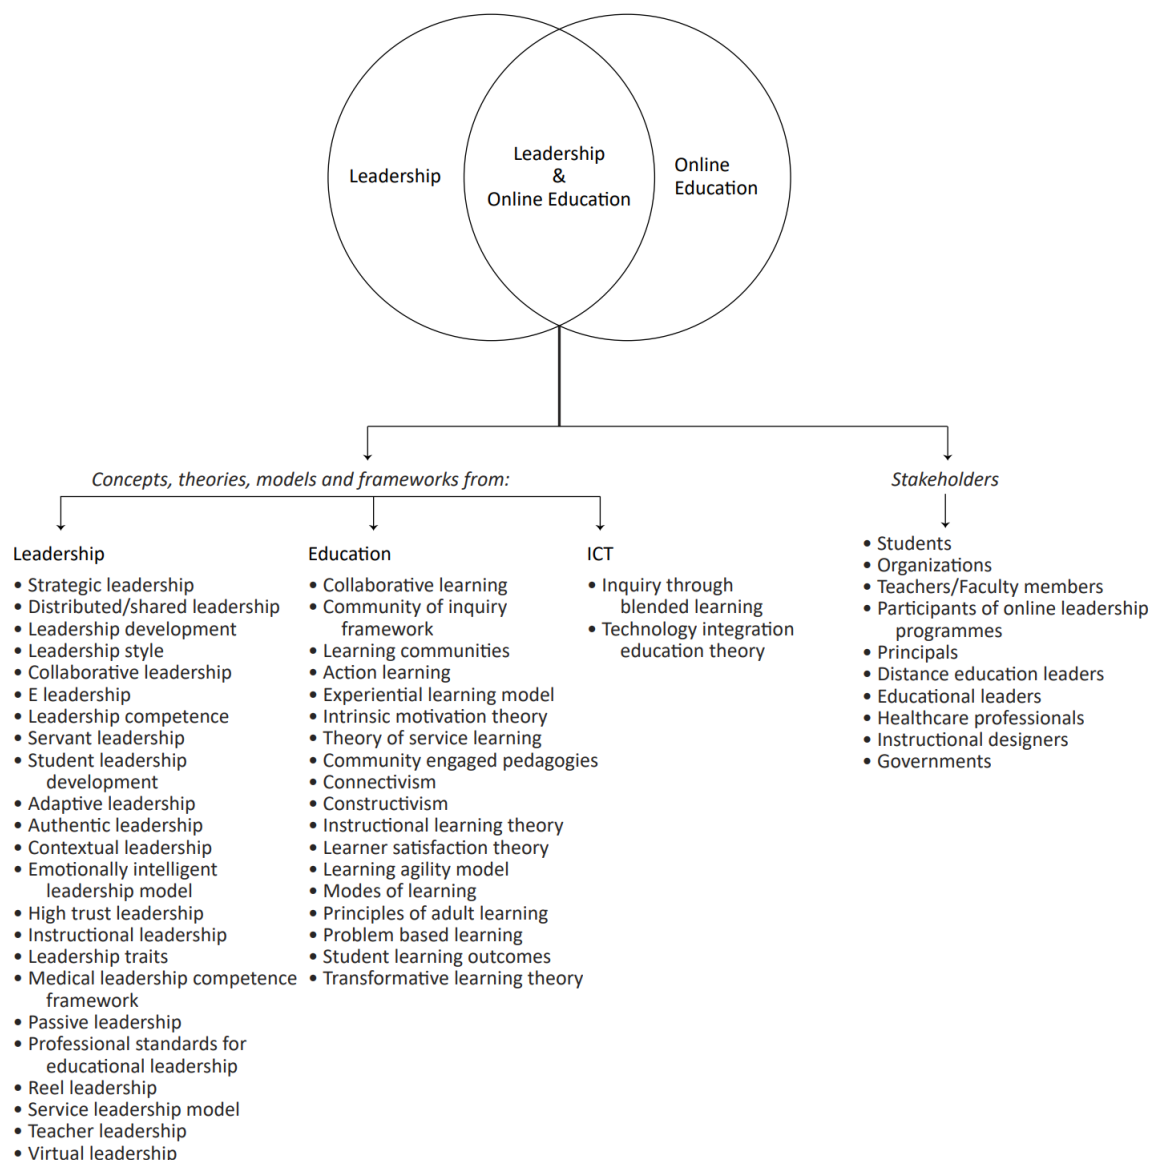 Leadership
Leadership
&
Online Education
Online
Education
Concepts, theories, models and frameworks from:
Stakeholders
Leadership
• Strategic leadership
• Distributed/shared leadership
• Leadership development
• Leadership style
• Collaborative leadership
• E leadership
• Leadership competence
• Servant leadership
• Student leadership
development
• Adaptive leadership
• Authentic leadership
• Contextual leadership
• Emotionally intelligent
leadership model
• High trust leadership
• Instructional leadership
• Leadership traits
• Medical leadership competence
framework
• Passive leadership
• Professional standards for
educational leadership
• Reel leadership
• Service leadership model
• Teacher leadership
• Virtual leadership
Education
• Collaborative learning
• Community of inquiry
framework
• Learning communities
• Action learning
• Experiential learning model
• Intrinsic motivation theory
• Theory of service learning
• Community engaged pedagogies
• Connectivism
• Constructivism
• Instructional learning theory
• Learner satisfaction theory
• Learning agility model
• Modes of learning
• Principles of adult learning
• Problem based learning
• Student learning outcomes
• Transformative learning theory
ICT
• Inquiry through
blended learning
• Technology integration
education theory
• Students
• Organizations
• Teachers/Faculty members
• Participants of online leadership
programmes
• Principals
• Distance education leaders
• Educational leaders
• Healthcare professionals
• Instructional designers
• Governments